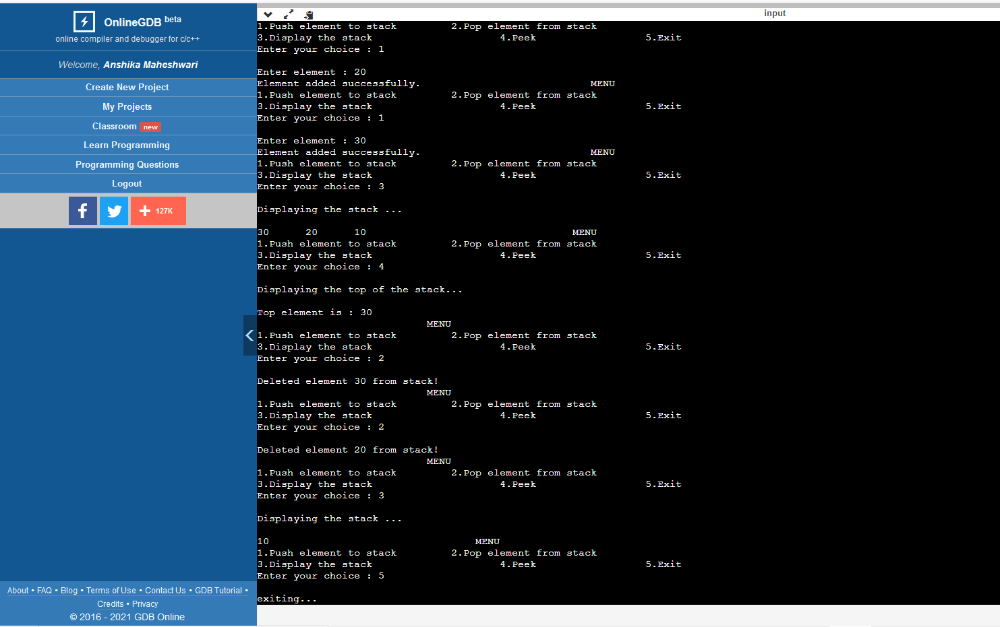 OnlineGDB beta
online compiler and debugger for c/c++
Welcome, Anshika Maheshwari
Create New Project
My Projects
Classroom new
Learn Programming
Programming Questions
Logout
127K
About • FAQ • Blog • Terms of Use • Contact Us • GDB Tutorial •
Credits • Privacy
© 2016 - 2021 GDB Online
input
1.Push element to stack 2.Pop element from stack
3.Display the stack 4.Peek 5.Exit
Enter your choice : 1
Enter element : 20
Element added successfully. MENU
1.Push element to stack 2.Pop element from stack
3.Display the stack 4.Peek 5.Exit
Enter your choice : 1
Enter element : 30
Element added successfully. MENU
1.Push element to stack 2.Pop element from stack
3.Display the stack 4.Peek 5.Exit
Enter your choice : 3
Displaying the stack ...
30 20 10 MENU
1.Push element to stack 2.Pop element from stack
3.Display the stack 4.Peek 5.Exit
Enter your choice : 4
Displaying the top of the stack...
Top element is : 30
MENU
1.Push element to stack 2.Pop element from stack
3.Display the stack 4.Peek 5.Exit
Enter your choice : 2
Deleted element 30 from stack!
MENU
1.Push element to stack 2.Pop element from stack
3.Display the stack 4.Peek 5.Exit
Enter your choice : 2
Deleted element 20 from stack!
MENU
1.Push element to stack 2.Pop element from stack
3.Display the stack 4.Peek 5.Exit
Enter your choice : 3
Displaying the stack ...
10 MENU
1.Push element to stack 2.Pop element from stack
3.Display the stack 4.Peek 5.Exit
Enter your choice : 5
exiting...